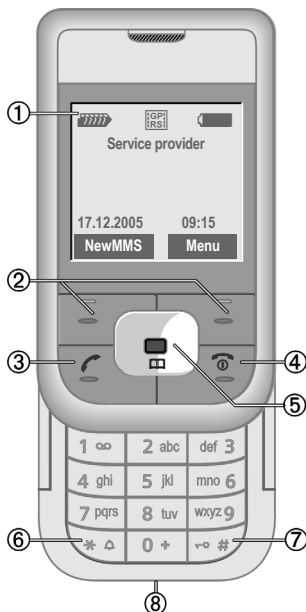 ①
GP
RS
Service provider
17.12.2005 09:15
NewMMS Menu
②
③ ④
⑤
1 2 abc def 3
4 ghi 5 jkl mno 6
7 pqrs 8 tuv wxyz 9
⑥ * 0 + # ⑦
⑧